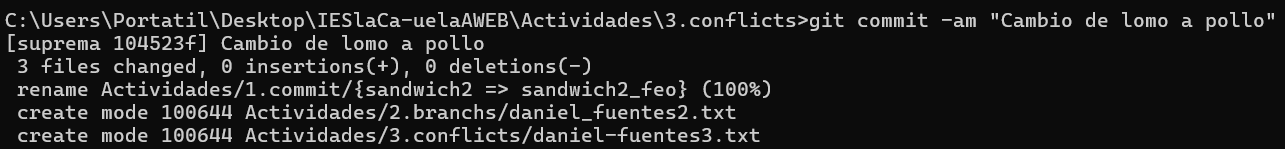 C:\Users\Portatil\Desktop\IESlaCa-uelaAWEB\Actividades\3.conflicts>git commit -am "Cambio de lomo a pollo"
[suprema 104523f] Cambio de lomo a pollo
 3 files changed, 0 insertions(+), 0 deletions(-)
 rename Actividades/1.commit/{sandwich2 => sandwich2_feo} (100%)
 create mode 100644 Actividades/2.branchs/daniel_fuentes2.txt
 create mode 100644 Actividades/3.conflicts/daniel-fuentes3.txt